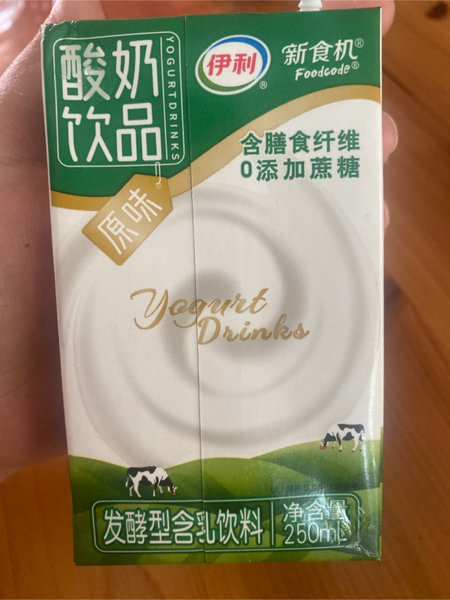 酸奶
饮品
YOGURTDRINKS
伊利®
新食机®
Foodcode®
含膳食纤维
0添加蔗糖
原味
Yogurt
Drinks
发酵型含乳饮料
净含量
250mL